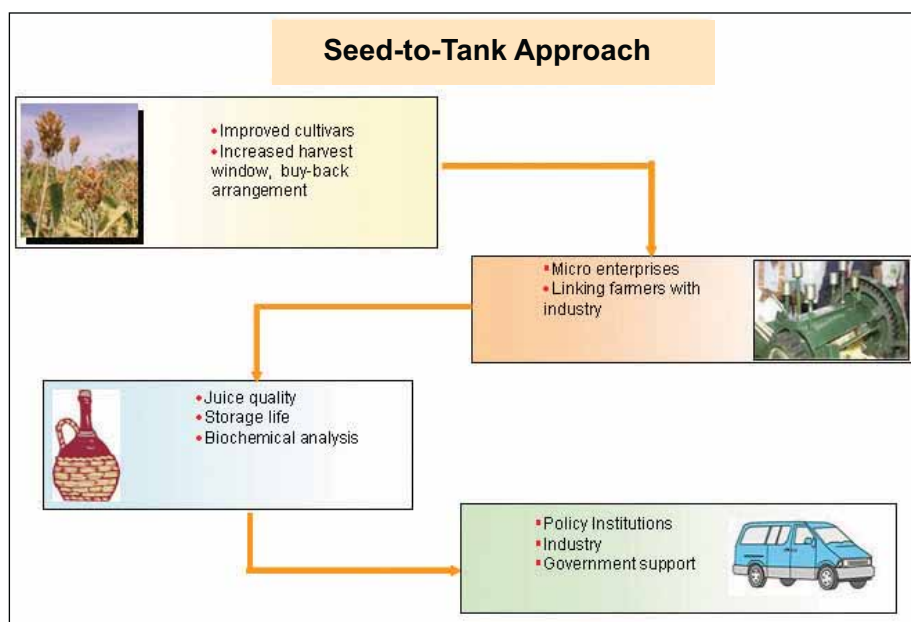 Seed-to-Tank Approach
• Improved cultivars
• Increased harvest
window, buy-back
arrangement
▪ Micro enterprises
• Linking farmers with
industry
• Juice quality
• Storage life
• Biochemical analysis
▪ Policy Institutions
▪ Industry
▪ Government support